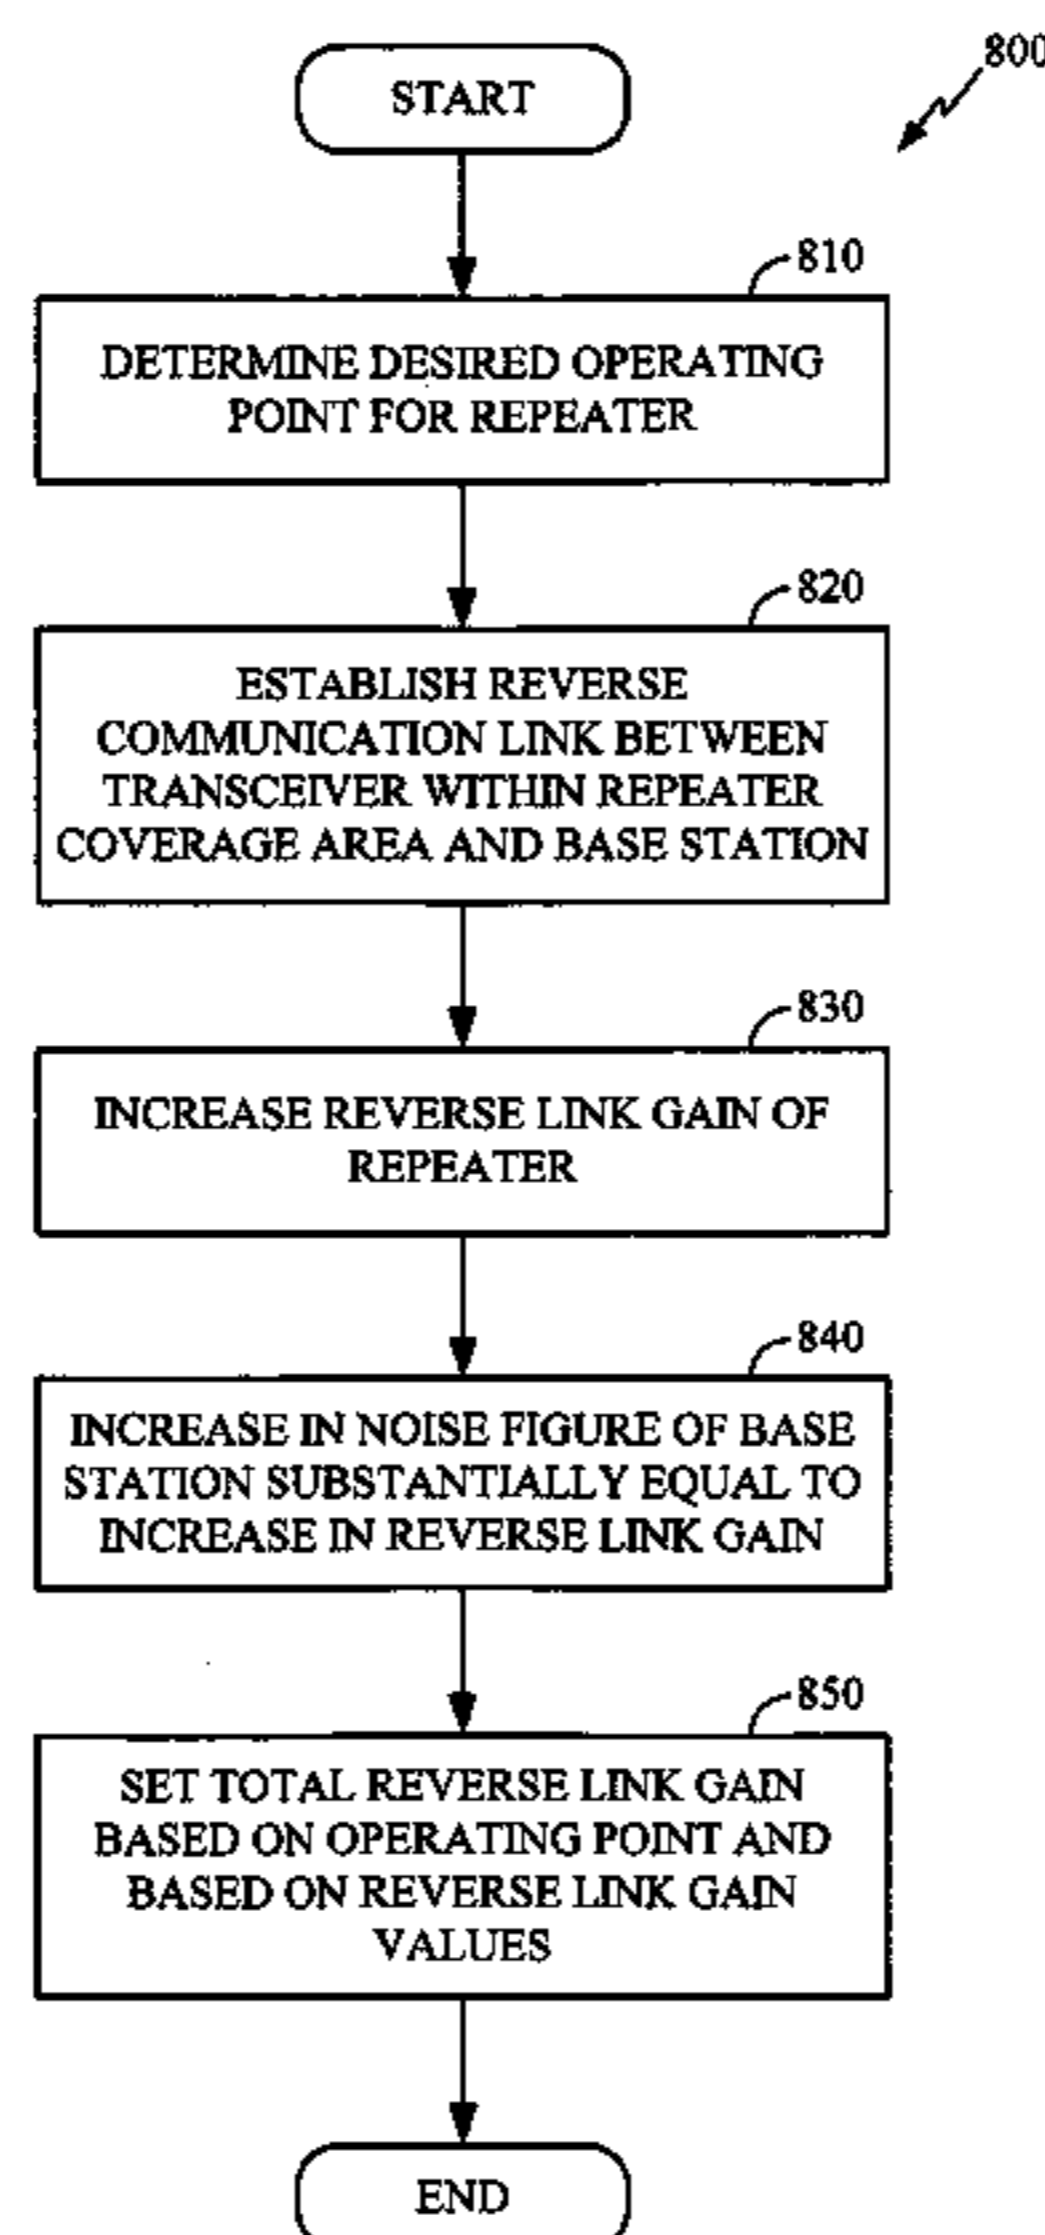 800
START
810
DETERMINE DESIRED OPERATING
POINT FOR REPEATER
820
ESTABLISH REVERSE
COMMUNICATION LINK BETWEEN
TRANSCEIVER WITHIN REPEATER
COVERAGE AREA AND BASE STATION
830
INCREASE REVERSE LINK GAIN OF
REPEATER
840
INCREASE IN NOISE FIGURE OF BASE
STATION SUBSTANTIALLY EQUAL TO
INCREASE IN REVERSE LINK GAIN
850
SET TOTAL REVERSE LINK GAIN
BASED ON OPERATING POINT AND
BASED ON REVERSE LINK GAIN
VALUES
END